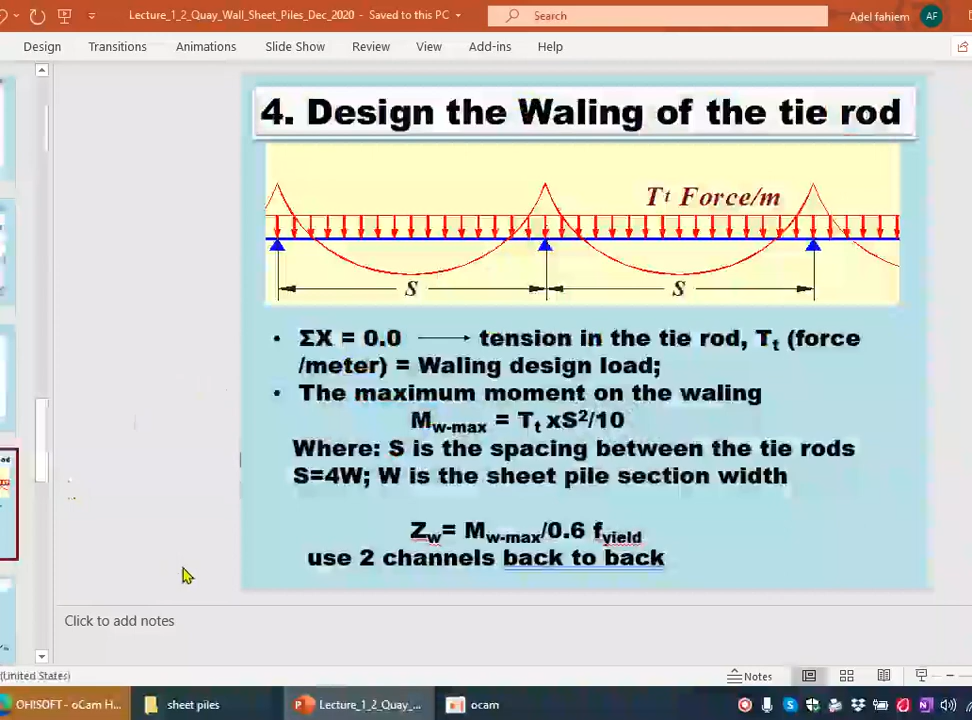 Lecture_1_2_Quay_Wall_Sheet_Piles_Dec_2020 - Saved to this PC
Search
Adel fahiem
AF
Design Transitions Animations Slide Show Review View Add-ins Help
4. Design the Waling of the tie rod
Tt Force/m
S S
• ΣX = 0.0 → tension in the tie rod, Tt (force
/meter) = Waling design load;
• The maximum moment on the waling
Mw-max = Tt xS²/10
Where: S is the spacing between the tie rods
S=4W; W is the sheet pile section width
Zw= Mw-max/0.6 fyield
use 2 channels back to back
Click to add notes
(United States)
Notes
OHISOFT - oCam H...
sheet piles
Lecture_1_2_Quay_...
ocam